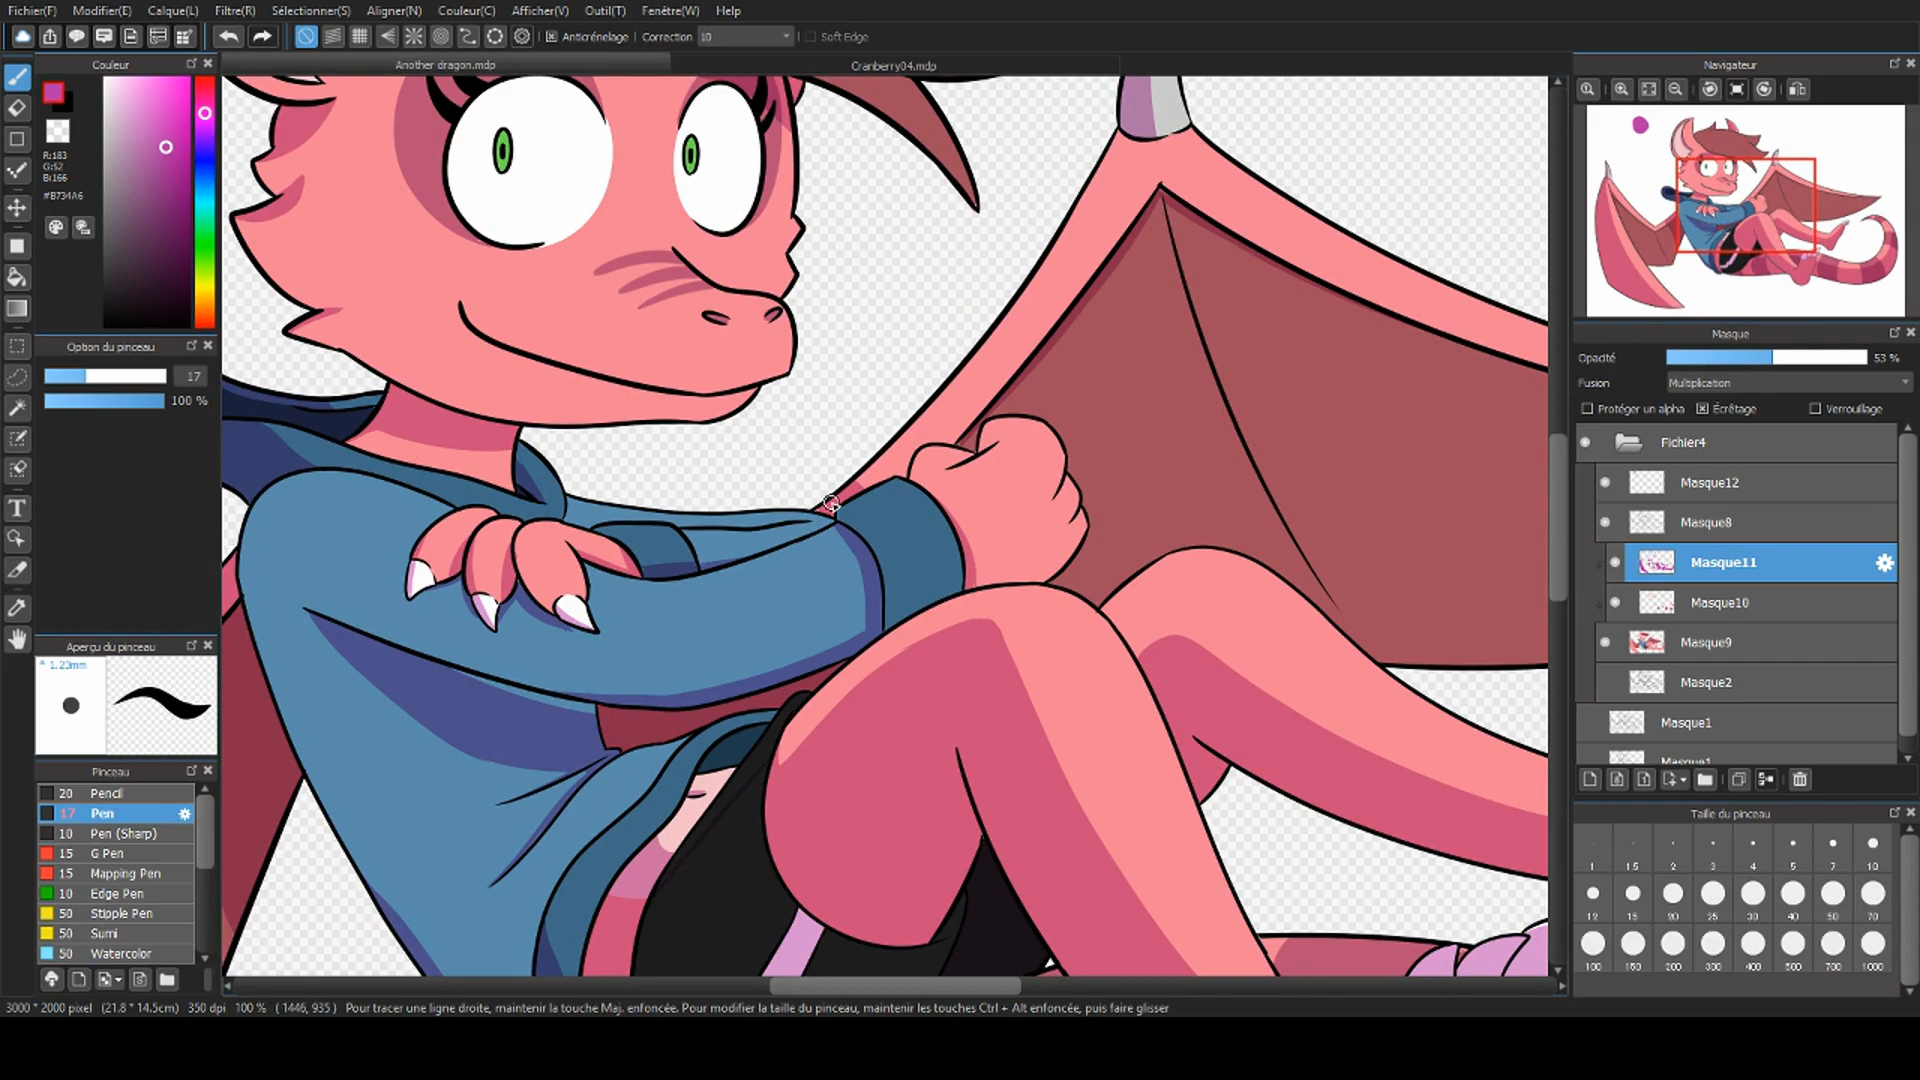 Fichier(F) Modifier(E) Calque(L) Filtre(R) Sélectionner(S) Aligner(N) Couleur(C) Afficher(V) Outil(T) Fenêtre(W) Help
Anticrénelage Correction 10 Soft Edge
Couleur
Another dragon.mdp
Cranberry04.mdp
Navigateur
R:183
G:52
B:166
#B734A6
Option du pinceau
17
100 %
Aperçu du pinceau
* 1.23mm
Pinceau
20 Pencil
17 Pen
10 Pen (Sharp)
15 G Pen
15 Mapping Pen
10 Edge Pen
50 Stipple Pen
50 Sumi
50 Watercolor
Masque
Opacité 53 %
Fusion Multiplication
Protéger un alpha Écrêtage Verrouillage
Fichier4
Masque12
Masque8
Masque11
Masque10
Masque9
Masque2
Masque1
Taille du pinceau
1 1.5 2 3 4 5 7 10
12 15 20 25 30 40 50 70
100 150 200 300 400 500 700 1000
3000 * 2000 pixel (21.8 * 14.5cm) 350 dpi 100 % ( 1446, 935 ) Pour tracer une ligne droite, maintenir la touche Maj. enfoncée. Pour modifier la taille du pinceau, maintenir les touches Ctrl + Alt enfoncée, puis faire glisser